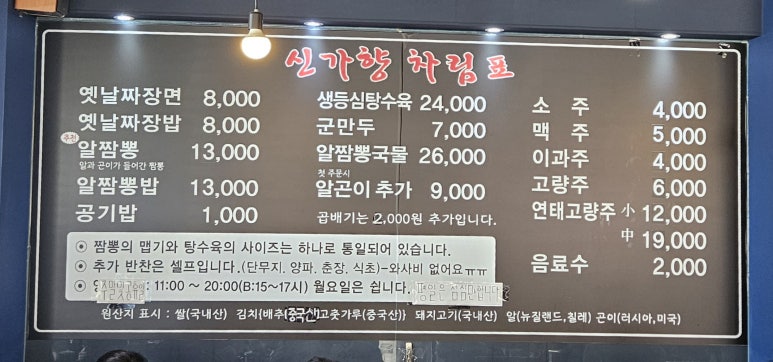 신가향 차림표
옛날짜장면 8,000
옛날짜장밥 8,000
추천
알짬뽕 13,000
알과 곤이가 들어간 짬뽕
알짬뽕밥 13,000
공기밥 1,000
생등심탕수육 24,000
군만두 7,000
알짬뽕국물 26,000
첫 주문시
알곤이 추가 9,000
곱배기는 2,000원 추가입니다.
소 주 4,000
맥 주 5,000
이과주 4,000
고량주 6,000
연태고량주 小 12,000
中 19,000
음료수 2,000
◉ 짬뽕의 맵기와 탕수육의 사이즈는 하나로 통일되어 있습니다.
◉ 추가 반찬은 셀프입니다.(단무지. 양파. 춘장. 식초)-와사비 없어요ㅠㅠ
: 11:00 ~ 20:00(B:15~17시) 월요일은 쉽니다.
원산지 표시 : 쌀(국내산) 김치{배추(중국산)고춧가루(중국산)} 돼지고기(국내산) 알(뉴질랜드,칠레) 곤이(러시아,미국)